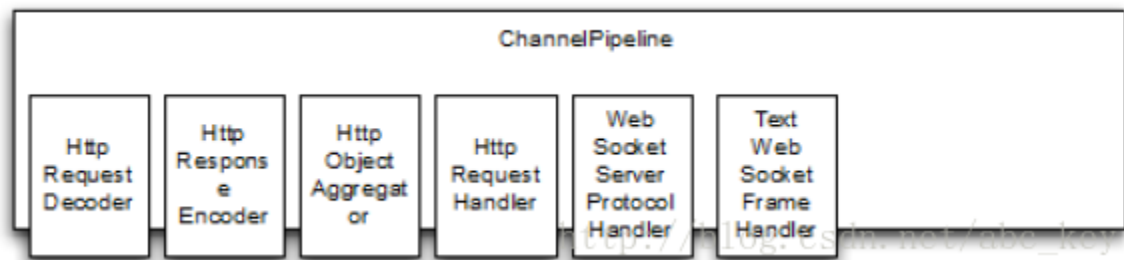 ChannelPipeline
Http
Request
Decoder
Http
Respons
e
Encoder
Http
Object
Aggregat
or
Http
Request
Handler
Web
Socket
Server
Protocol
Handler
Text
Web
Socket
Frame
Handler
http://blog.csdn.net/abc_key